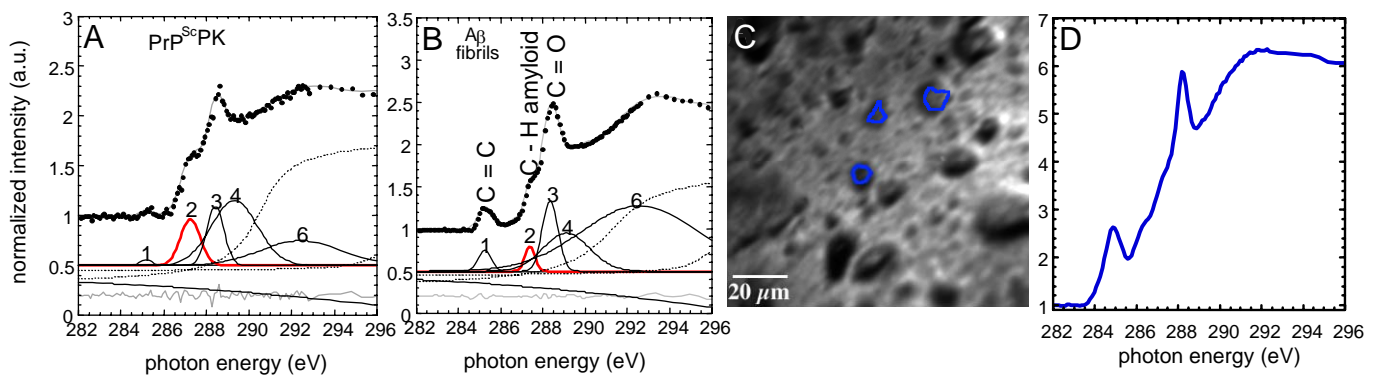 A
PrP^Sc PK
normalized intensity (a.u.)
3
2.5
2
1.5
1
0.5
0
1
2
3
4
6
282 284 286 288 290 292 294 296
photon energy (eV)
B
Aβ
fibrils
C = C
C - H amyloid
C = O
3.5
3
2.5
2
1.5
1
0.5
0
1
2
3
4
6
282 284 286 288 290 292 294 296
photon energy (eV)
C
20 µm
D
7
6
5
4
3
2
1
282 284 286 288 290 292 294 296
photon energy (eV)